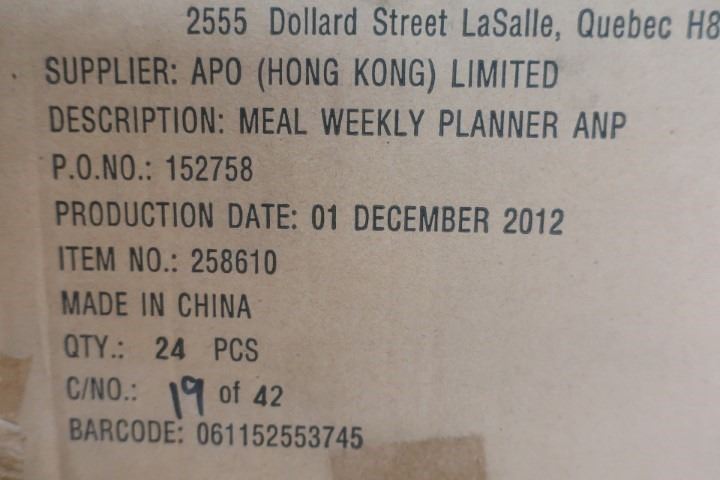 2555 Dollard Street LaSalle, Quebec H8
SUPPLIER: APO (HONG KONG) LIMITED
DESCRIPTION: MEAL WEEKLY PLANNER ANP
P.O.NO.: 152758
PRODUCTION DATE: 01 DECEMBER 2012
ITEM NO.: 258610
MADE IN CHINA
QTY.: 24 PCS
C/NO.: 19 of 42
BARCODE: 061152553745